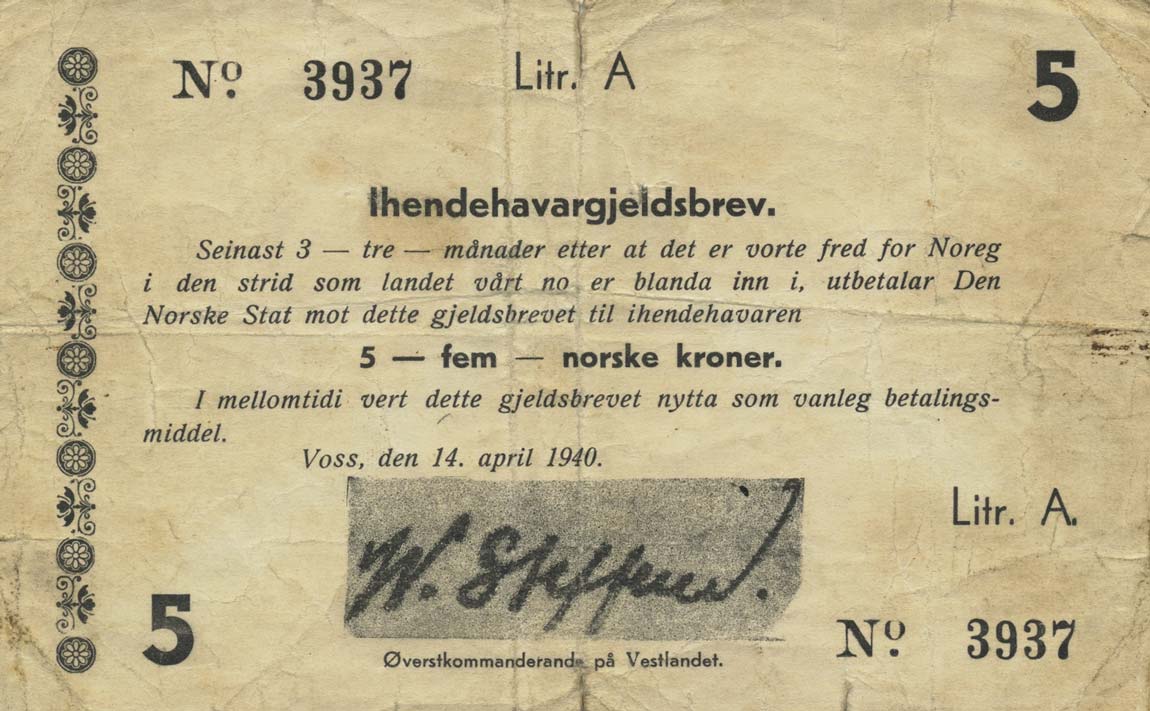 Nº. 3937 Litr. A 5
Ihendehavargjeldsbrev.
Seinast 3 — tre — månader etter at det er vorte fred for Noreg
i den strid som landet vårt no er blanda inn i, utbetalar Den
Norske Stat mot dette gjeldsbrevet til ihendehavaren
5 — fem — norske kroner.
I mellomtidi vert dette gjeldsbrevet nytta som vanleg betalings-
middel.
Voss, den 14. april 1940.
Litr. A.
W. Steffens.
5 Nº. 3937
Øverstkommanderande på Vestlandet.